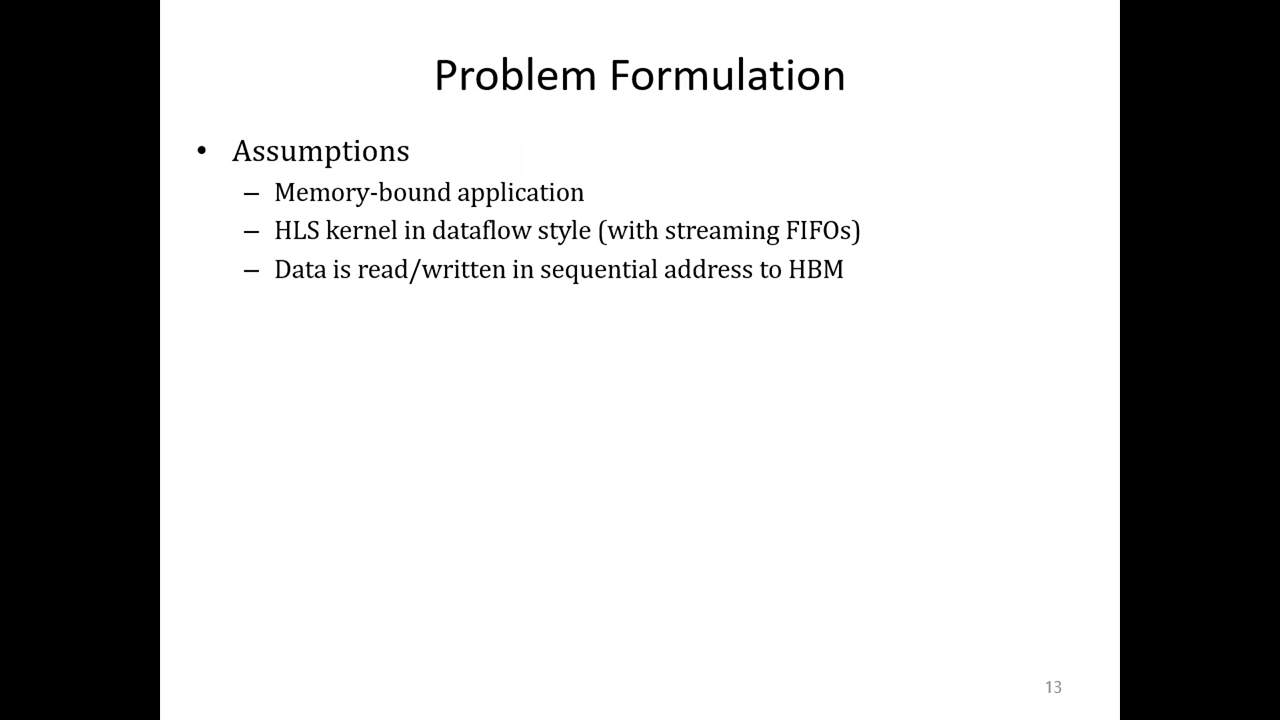 Problem Formulation
• Assumptions
– Memory-bound application
– HLS kernel in dataflow style (with streaming FIFOs)
– Data is read/written in sequential address to HBM
13